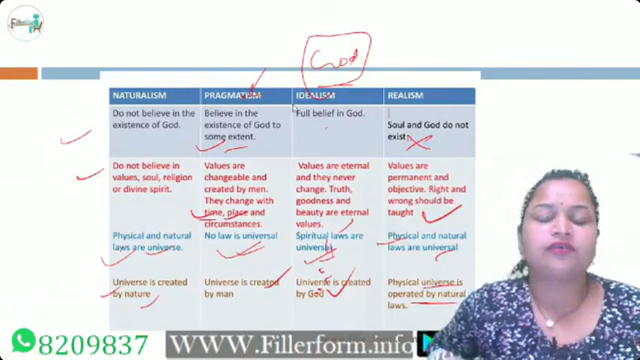 Fillerform
God
NATURALISM
PRAGMATISM
IDEALISM
REALISM
Do not believe in the
existence of God.
Believe in the
existence of God to
some extent.
Full belief in God.
Soul and God do not
exist
Do not believe in
values, soul, religion
or divine spirit.
Values are
changeable and
created by men.
They change with
time, place and
circumstances.
Values are eternal
and they never
change. Truth,
goodness and
beauty are eternal
values.
Values are
permanent and
objective. Right and
wrong should be
taught
Physical and natural
laws are universe.
No law is universal
Spiritual laws are
universal
Physical and natural
laws are universal
Universe is created
by nature
Universe is created
by man
Universe is created
by God
Physical universe is
operated by natural
laws.
8209837
WWW.Fillerform.info